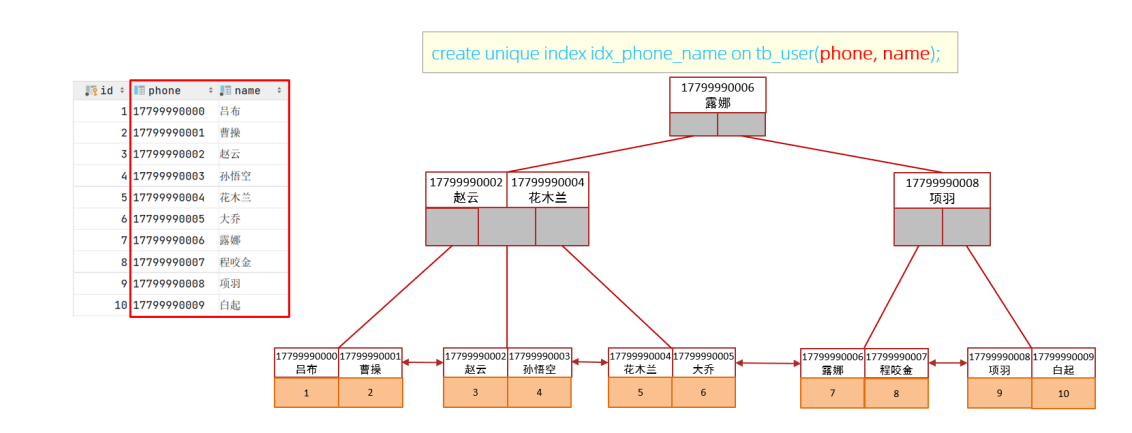 create unique index idx_phone_name on tb_user(phone, name);
id phone name
1 17799990000 吕布
2 17799990001 曹操
3 17799990002 赵云
4 17799990003 孙悟空
5 17799990004 花木兰
6 17799990005 大乔
7 17799990006 露娜
8 17799990007 程咬金
9 17799990008 项羽
10 17799990009 白起
17799990006
露娜
17799990002 17799990004
赵云 花木兰
17799990008
项羽
17799990000 17799990001 17799990002 17799990003 17799990004 17799990005 17799990006 17799990007 17799990008 17799990009
吕布 曹操 赵云 孙悟空 花木兰 大乔 露娜 程咬金 项羽 白起
1 2 3 4 5 6 7 8 9 10